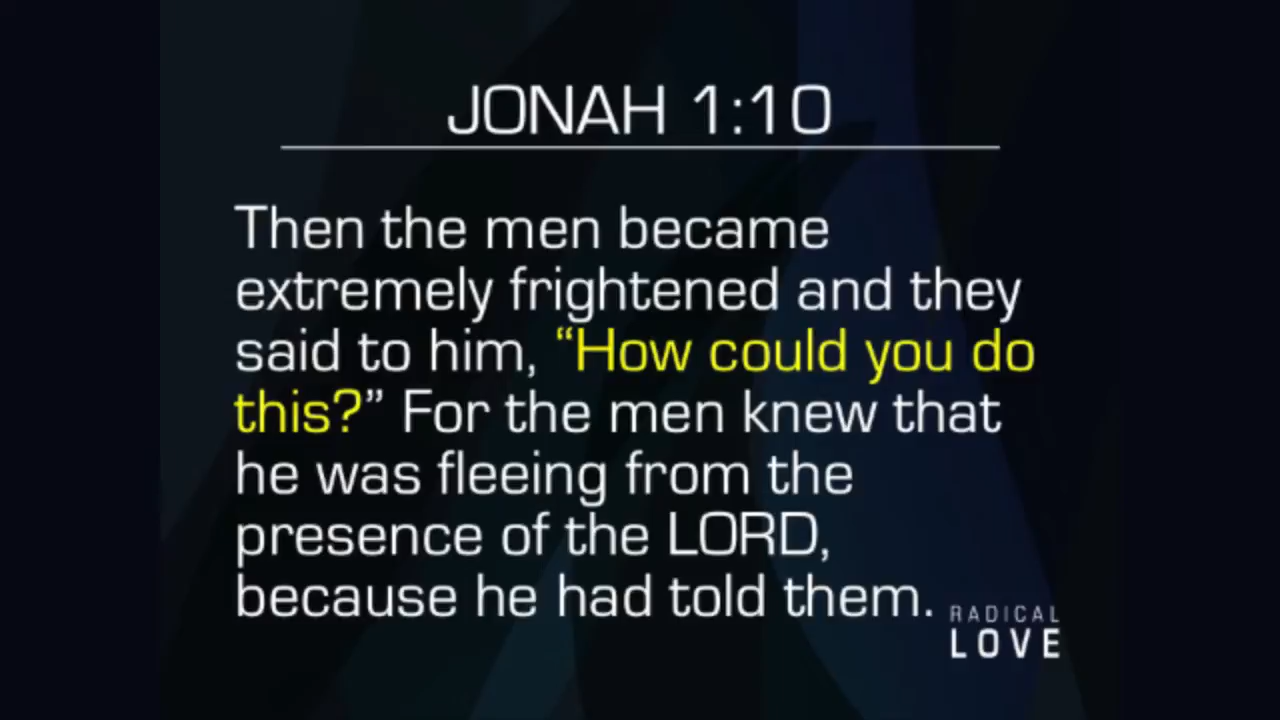 JONAH 1:10
Then the men became
extremely frightened and they
said to him, “How could you do
this?” For the men knew that
he was fleeing from the
presence of the LORD,
because he had told them.
RADICAL
LOVE